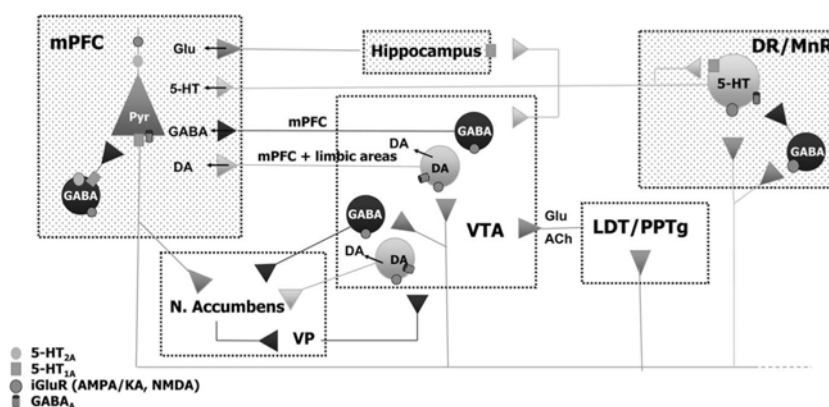 mPFC
Glu
5-HT
Pyr
GABA
DA
GABA
Hippocampus
DR/MnR
5-HT
GABA
mPFC
GABA
DA
mPFC + limbic areas
DA
GABA
DA
DA
VTA
Glu
ACh
LDT/PPTg
N. Accumbens
VP
5-HT2A
5-HT1A
iGluR (AMPA/KA, NMDA)
GABAA